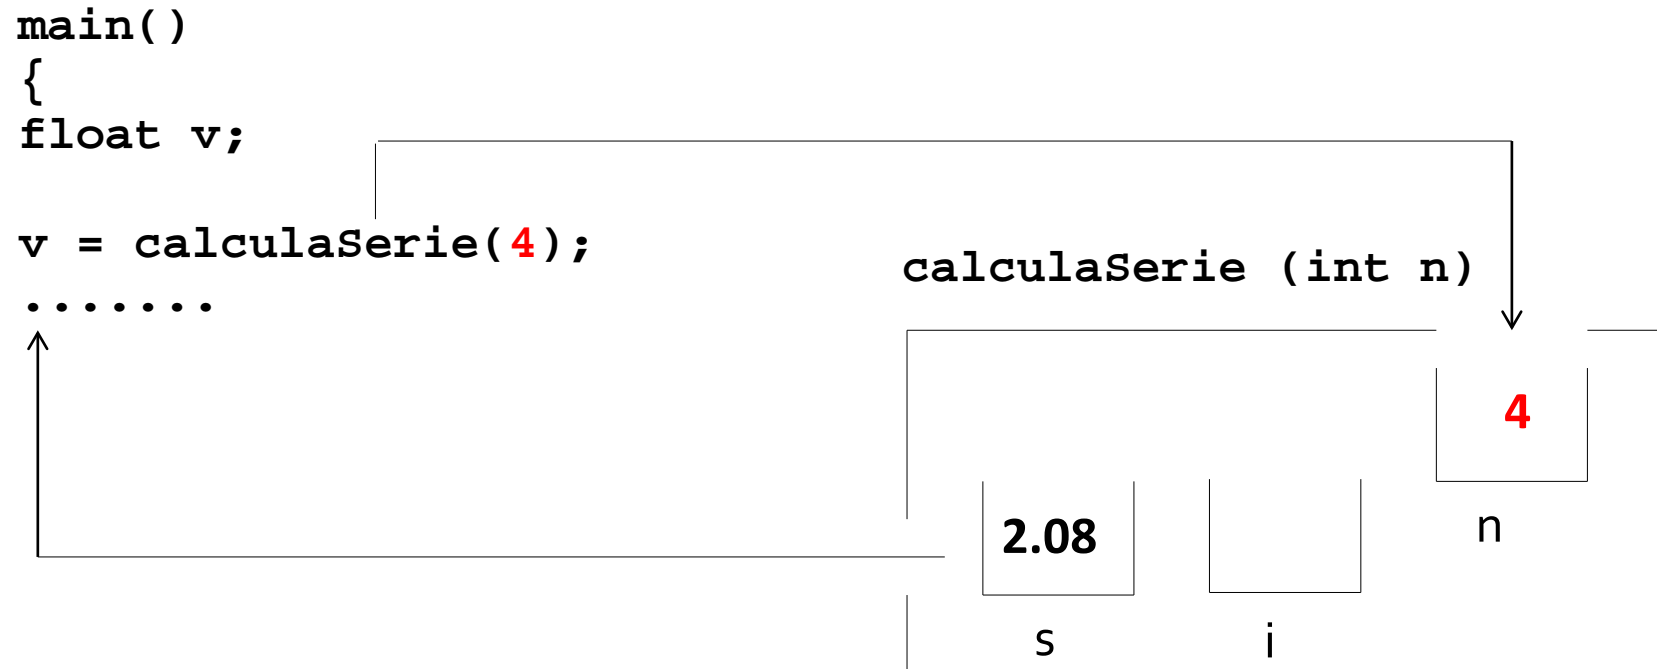 main()
{
float v;
v = calculaSerie(4);
.......
calculaSerie (int n)
4
n
2.08
s
i